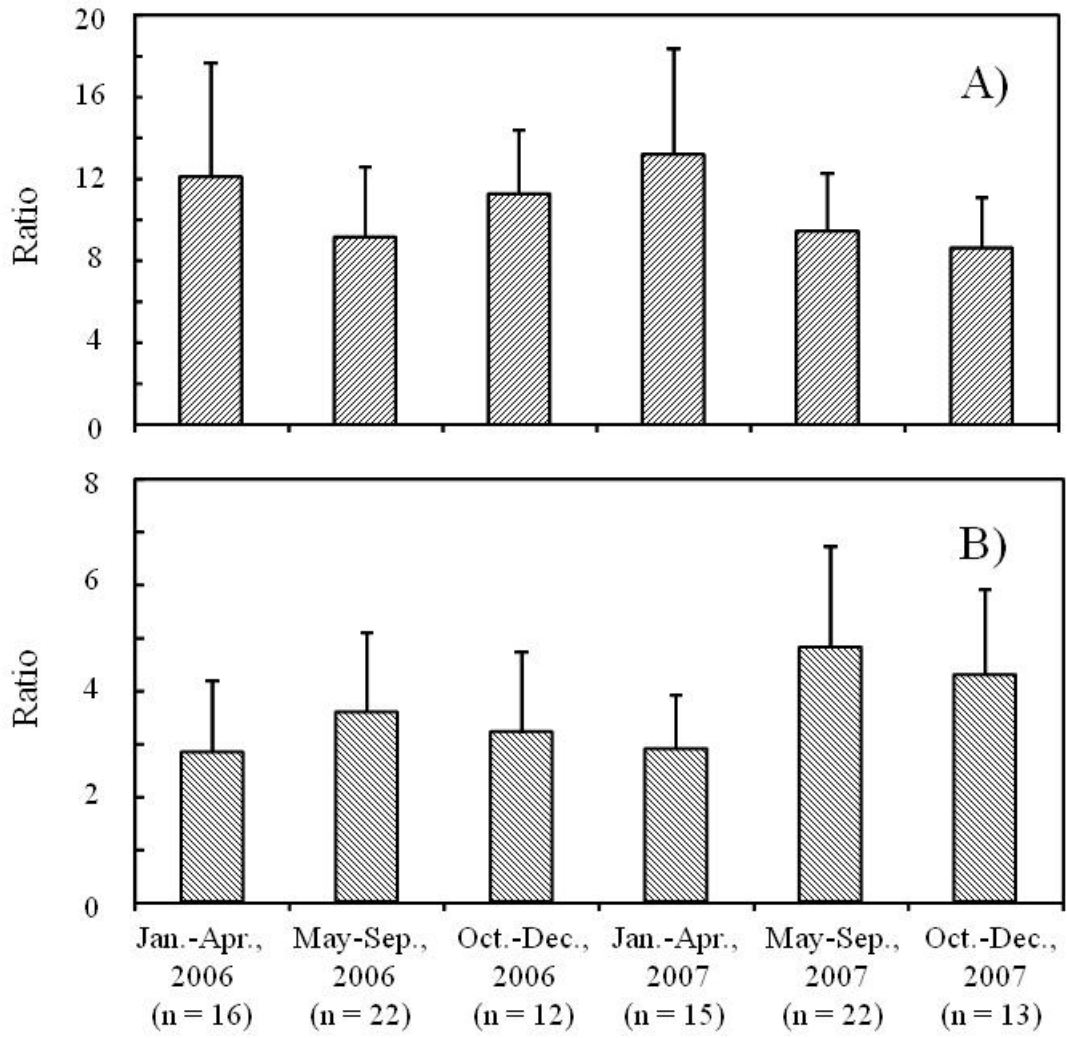 20
16
12
8
4
0
Ratio
A)
8
6
4
2
0
Ratio
B)
Jan.-Apr., May-Sep., Oct.-Dec., Jan.-Apr., May-Sep., Oct.-Dec.,
2006 2006 2006 2007 2007 2007
(n = 16) (n = 22) (n = 12) (n = 15) (n = 22) (n = 13)